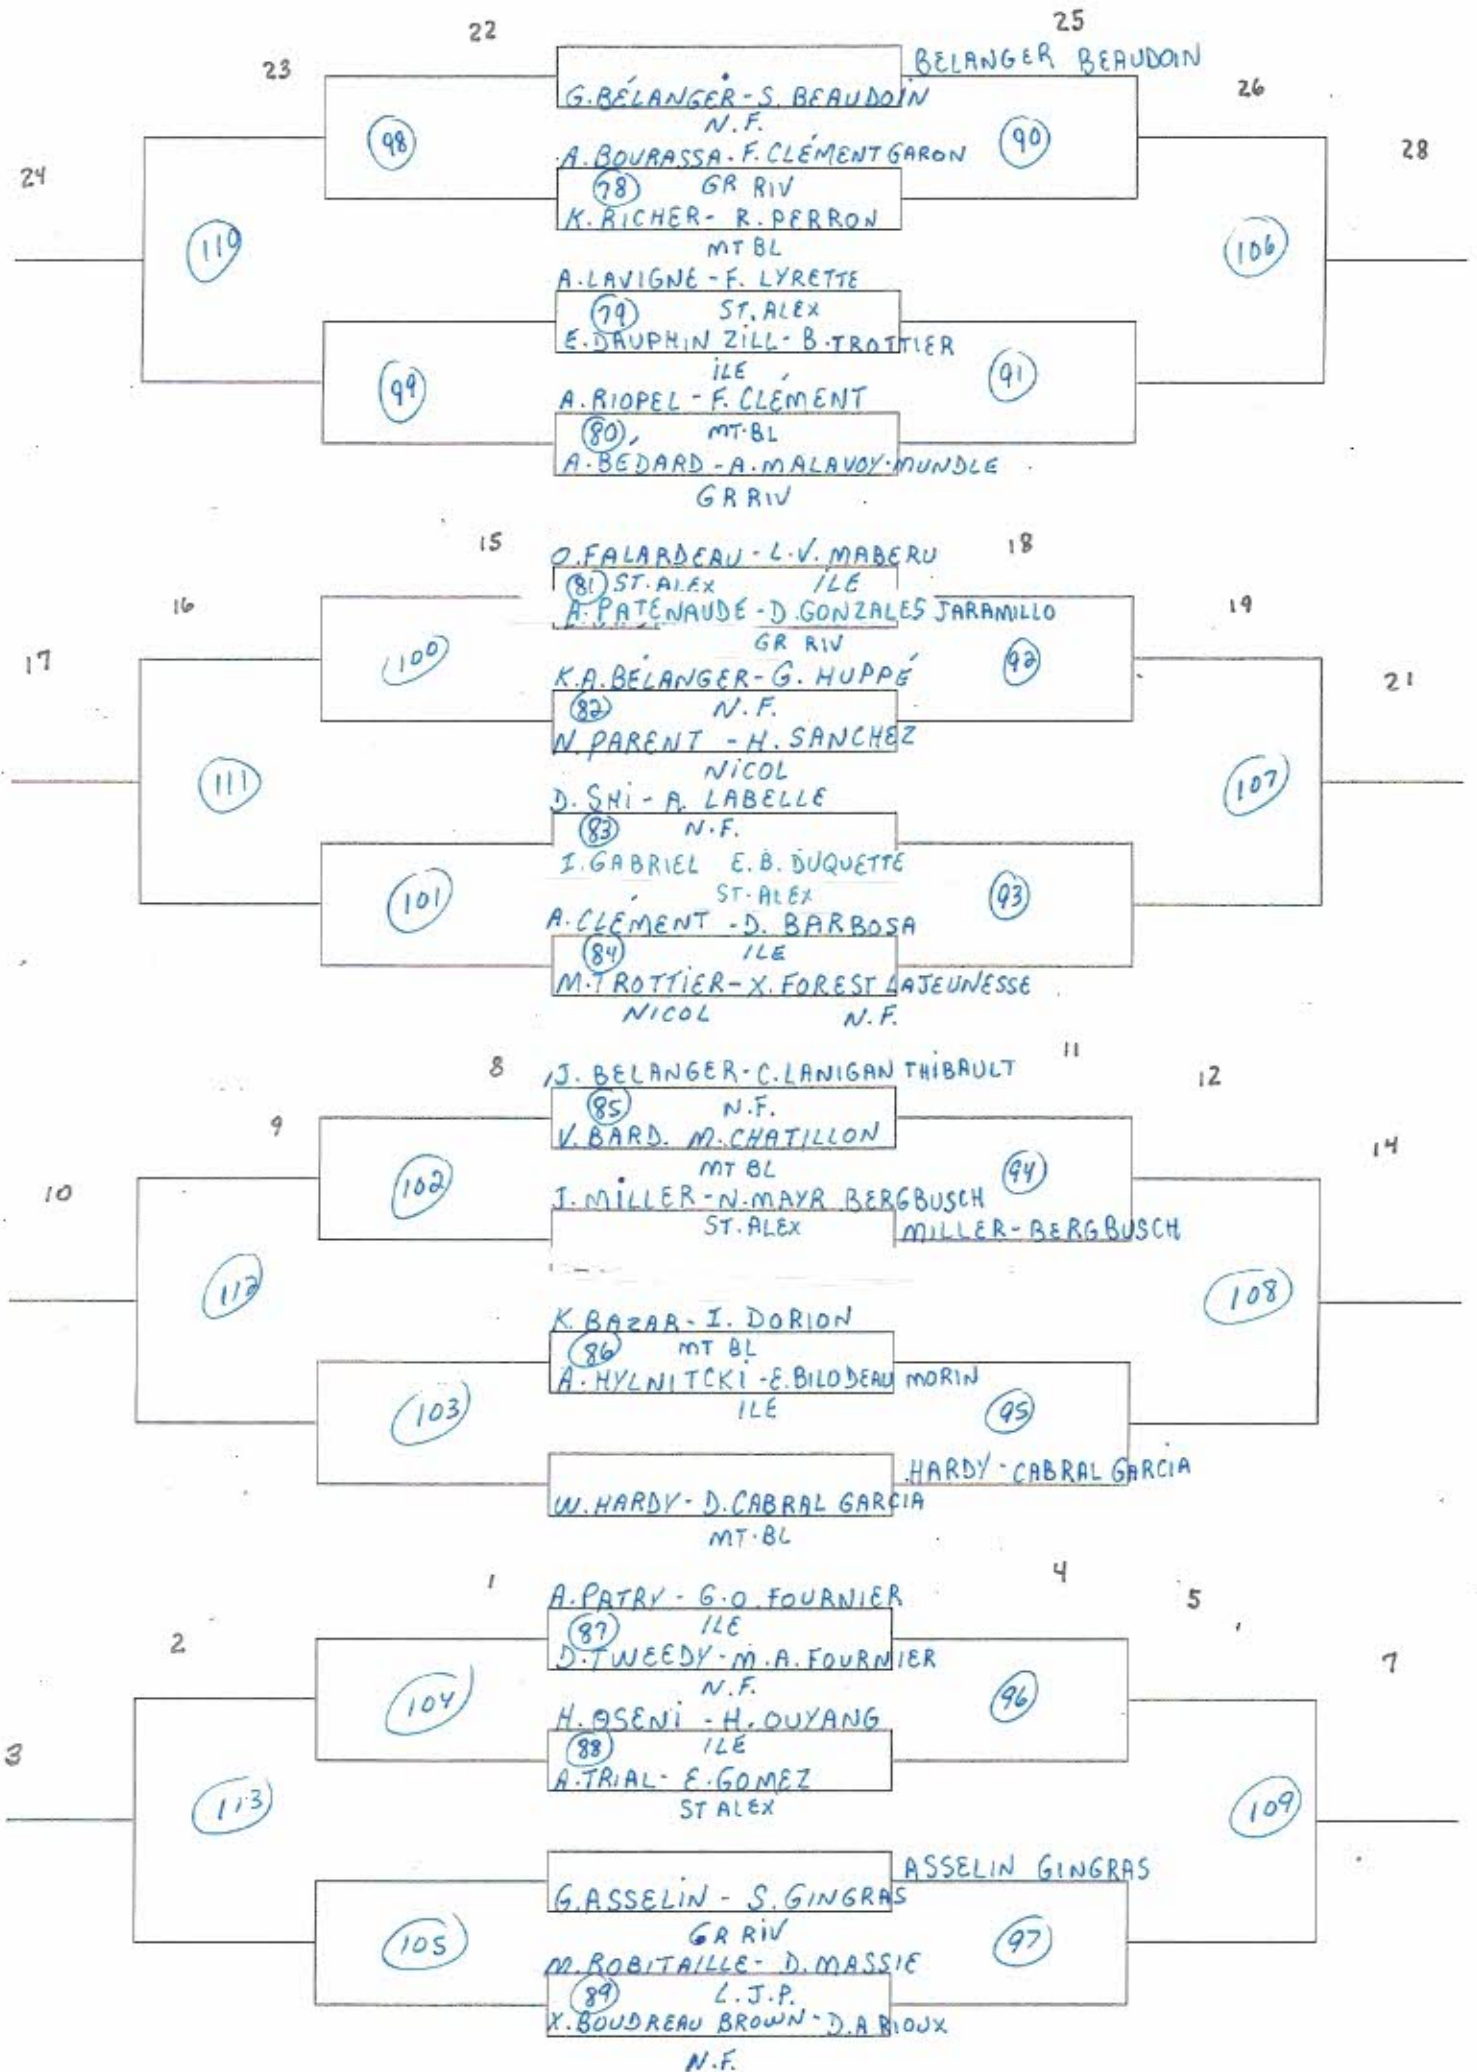 22 25
23 BELANGER BEAUDOIN
G. BÉLANGER - S. BEAUDOIN 26
N.F.
98 A. BOURASSA. F. CLÉMENT GARON 90
24 78 GR RIV 28
K. RICHER - R. PERRON
110 MT BL 106
A. LAVIGNE - F. LYRETTE
79 ST. ALEX
E. DAUPHIN ZILL - B. TROTTIER
99 ILE 91
A. RIOPEL - F. CLÉMENT
80 MT. BL
A. BEDARD - A. MALAVOY. MUNDLE
GR RIV
15 O. FALARDEAU - L.V. MABERU 18
16 81 ST. ALEX ILE 19
A. PATENAUDE - D. GONZALES JARAMILLO
GR RIV
17 100 K.A. BÉLANGER - G. HUPPÉ 92 21
82 N.F.
N. PARENT - H. SANCHEZ
111 NICOL 107
D. SHI - A. LABELLE
83 N.F.
I. GABRIEL E.B. DUQUETTE
101 ST. ALEX 93
A. CLÉMENT - D. BARBOSA
84 ILE
M. TROTTIER - X. FOREST LAJEUNESSE
NICOL N.F.
8 J. BELANGER - C. LANIGAN THIBAULT 11
9 85 N.F. 12
V. BARD. M. CHATILLON 14
10 102 MT BL 94
J. MILLER - N. MAYR BERGBUSCH
ST. ALEX MILLER - BERGBUSCH
112 108
K. BAZAR - I. DORION
86 MT BL
A. HYLNITCKI - E. BILODEAU MORIN
103 ILE 95
HARDY - CABRAL GARCIA
W. HARDY - D. CABRAL GARCIA
MT. BL
1 A. PATRY - G.O. FOURNIER 4
2 87 ILE 5
D. TWEEDY - M.A. FOURNIER 7
104 N.F. 96
3 H. OSENI - H. OUYANG
88 ILE
A. TRIAL - E. GOMEZ
113 ST ALEX 109
ASSELIN GINGRAS
G. ASSELIN - S. GINGRAS
105 GR RIV 97
M. ROBITAILLE - D. MASSIE
89 L.J.P.
X. BOUDREAU BROWN - D.A RIOUX
N.F.